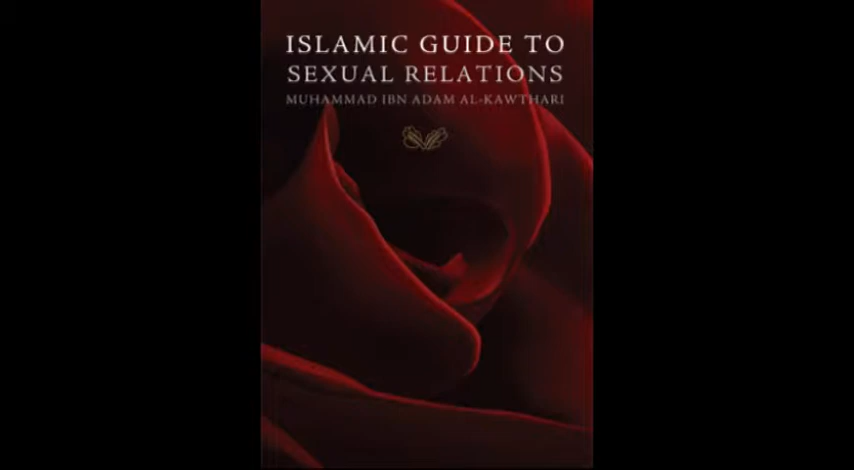 ISLAMIC GUIDE TO
SEXUAL RELATIONS
MUHAMMAD IBN ADAM AL-KAWTHARI